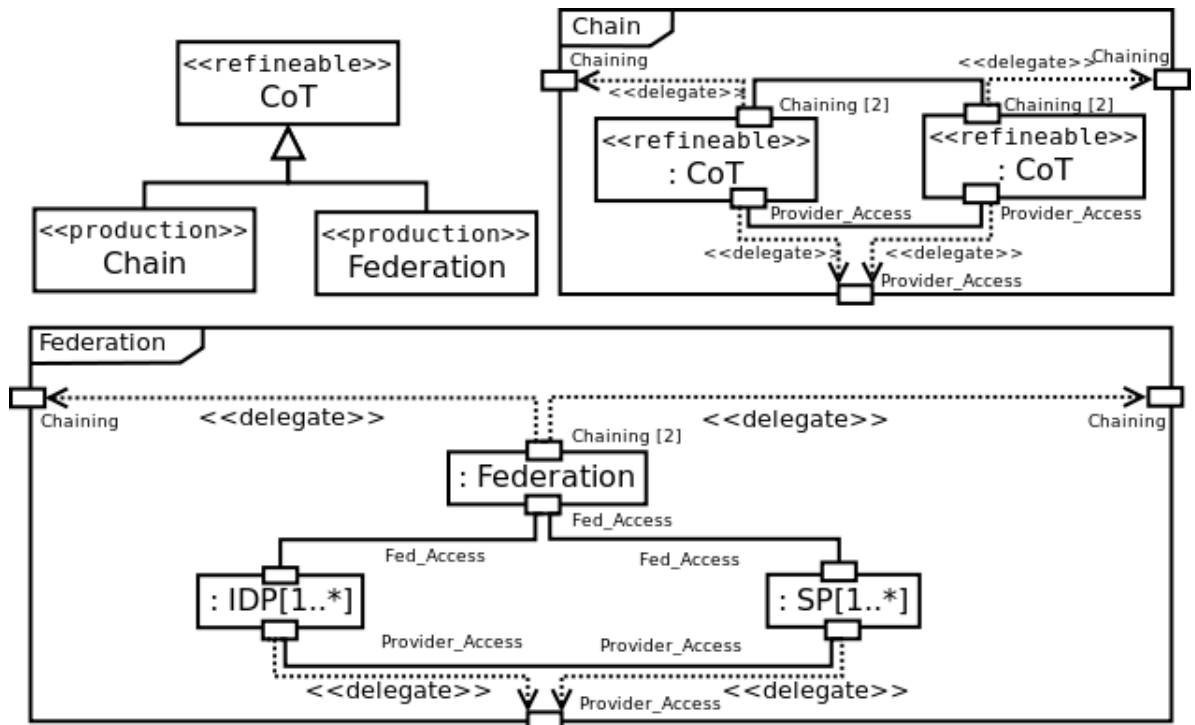 <<refineable>>
CoT
<<production>>
Chain
<<production>>
Federation
Chain
Chaining
<<delegate>>
<<delegate>>
Chaining
Chaining [2]
Chaining [2]
<<refineable>>
: CoT
<<refineable>>
: CoT
Provider_Access
Provider_Access
<<delegate>>
<<delegate>>
Provider_Access
Federation
Chaining
<<delegate>>
<<delegate>>
Chaining
Chaining [2]
: Federation
Fed_Access
Fed_Access
Fed_Access
: IDP[1..*]
: SP[1..*]
Provider_Access
Provider_Access
<<delegate>>
<<delegate>>
Provider_Access